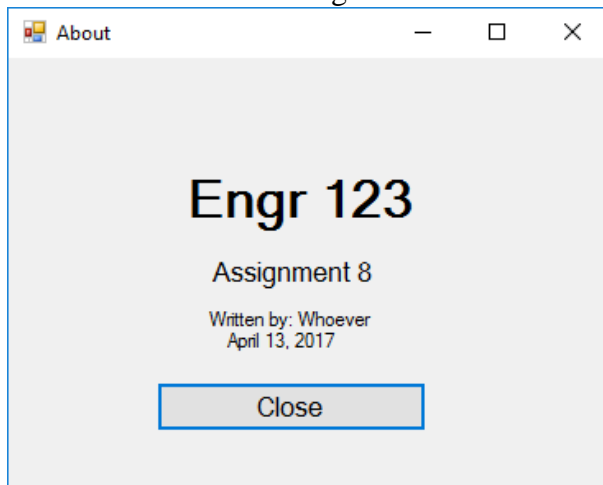 About
Engr 123
Assignment 8
Written by: Whoever
April 13, 2017
Close